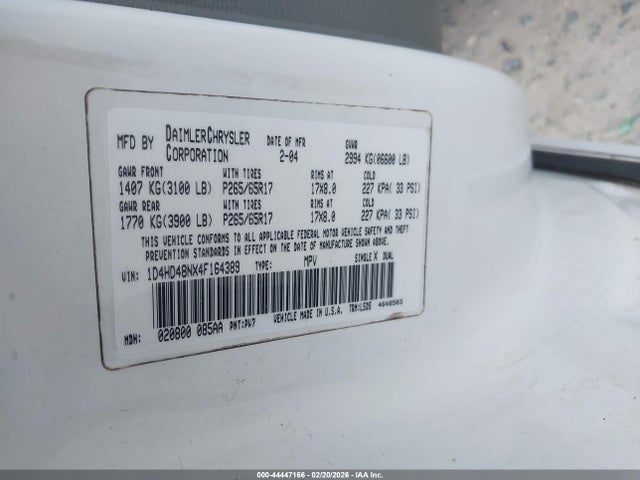 MFD BY DAIMLERCHRYSLER CORPORATION DATE OF MFR 2-04 GVWR 2994 KG(06600 LB)
GAWR FRONT WITH TIRES RIMS AT COLD
1407 KG(3100 LB) P265/65R17 17X8.0 227 KPA( 33 PSI)
GAWR REAR WITH TIRES RIMS AT COLD
1770 KG(3900 LB) P265/65R17 17X8.0 227 KPA( 33 PSI)
THIS VEHICLE CONFORMS TO ALL APPLICABLE FEDERAL MOTOR VEHICLE SAFETY AND THEFT
PREVENTION STANDARDS IN EFFECT ON THE DATE OF MANUFACTURE SHOWN ABOVE.
VIN: 1D4HD48NX4F164389 TYPE: MPV SINGLE X DUAL
MDH: 020800 085AA PNT:PW7 VEHICLE MADE IN U.S.A. TRM:LSD5 4640503
000-44447166 - 02/20/2026 - IAA Inc.